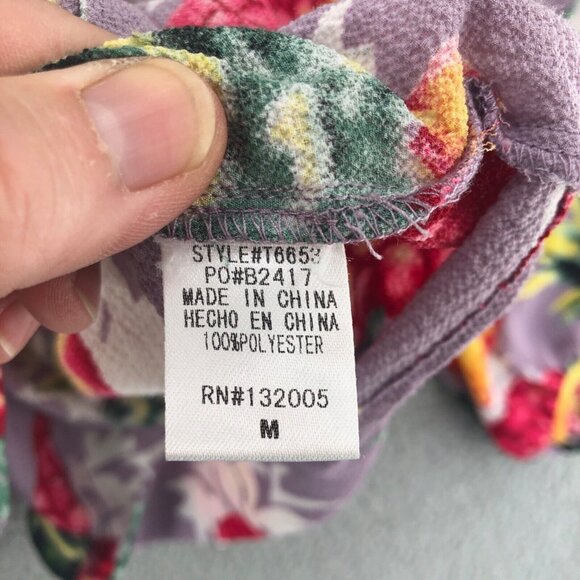 STYLE#T6653
PO#B2417
MADE IN CHINA
HECHO EN CHINA
100%POLYESTER
RN#132005
M